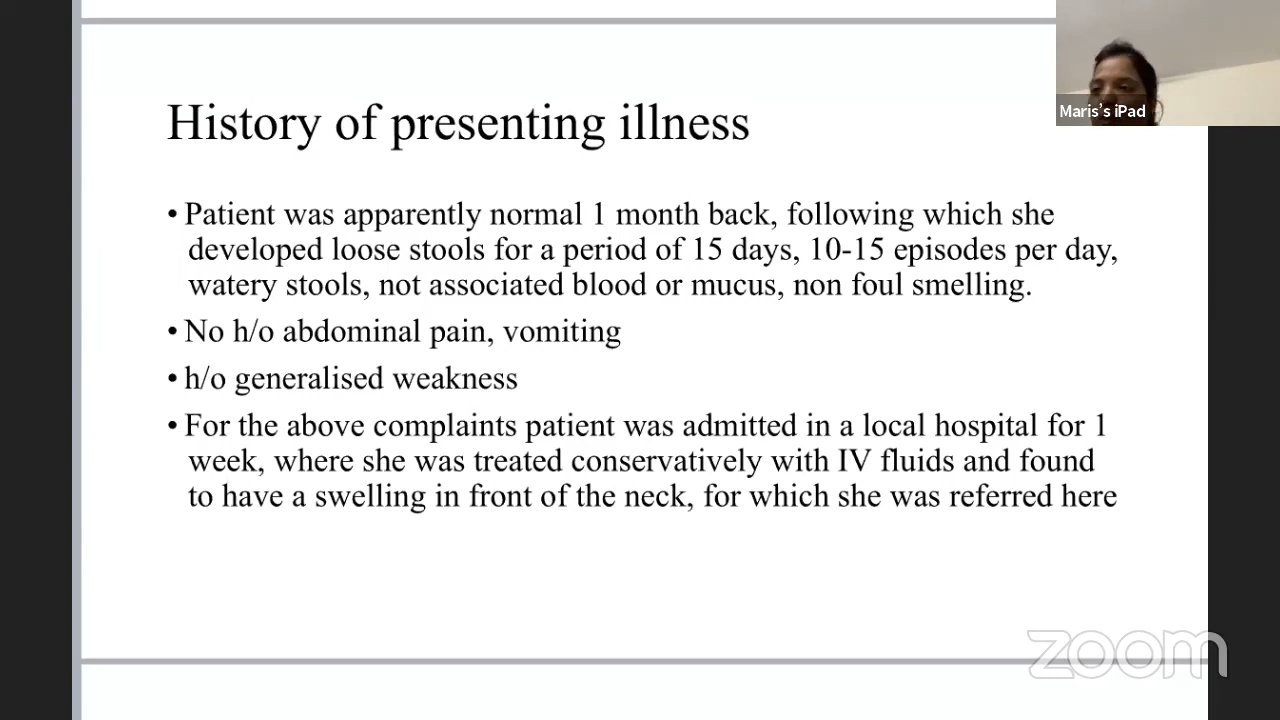 History of presenting illness
Maris's iPad
• Patient was apparently normal 1 month back, following which she
developed loose stools for a period of 15 days, 10-15 episodes per day,
watery stools, not associated blood or mucus, non foul smelling.
• No h/o abdominal pain, vomiting
• h/o generalised weakness
• For the above complaints patient was admitted in a local hospital for 1
week, where she was treated conservatively with IV fluids and found
to have a swelling in front of the neck, for which she was referred here
zoom